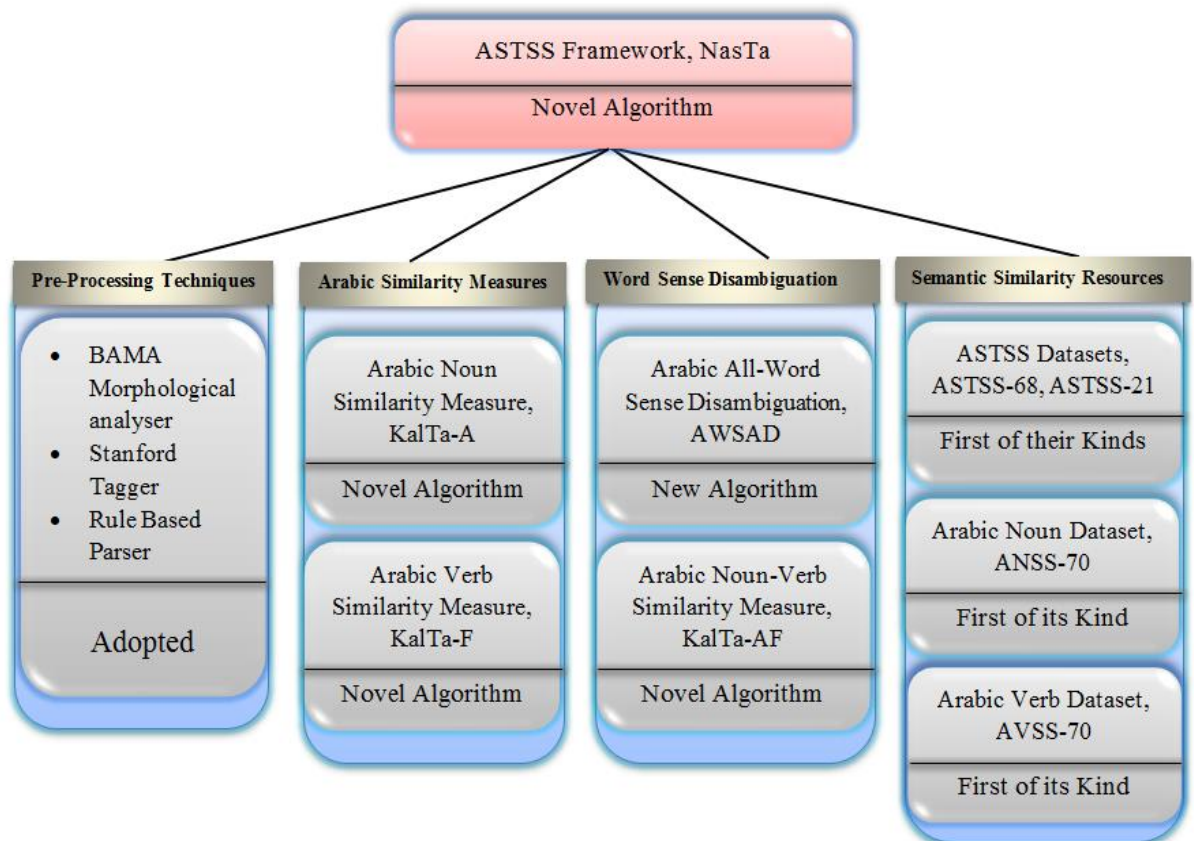 ASTSS Framework, NasTa
Novel Algorithm
Pre-Processing Techniques
• BAMA
Morphological
analyser
• Stanford
Tagger
• Rule Based
Parser
Adopted
Arabic Similarity Measures
Arabic Noun
Similarity Measure,
KalTa-A
Novel Algorithm
Arabic Verb
Similarity Measure,
KalTa-F
Novel Algorithm
Word Sense Disambiguation
Arabic All-Word
Sense Disambiguation,
AWSAD
New Algorithm
Arabic Noun-Verb
Similarity Measure,
KalTa-AF
Novel Algorithm
Semantic Similarity Resources
ASTSS Datasets,
ASTSS-68, ASTSS-21
First of their Kinds
Arabic Noun Dataset,
ANSS-70
First of its Kind
Arabic Verb Dataset,
AVSS-70
First of its Kind